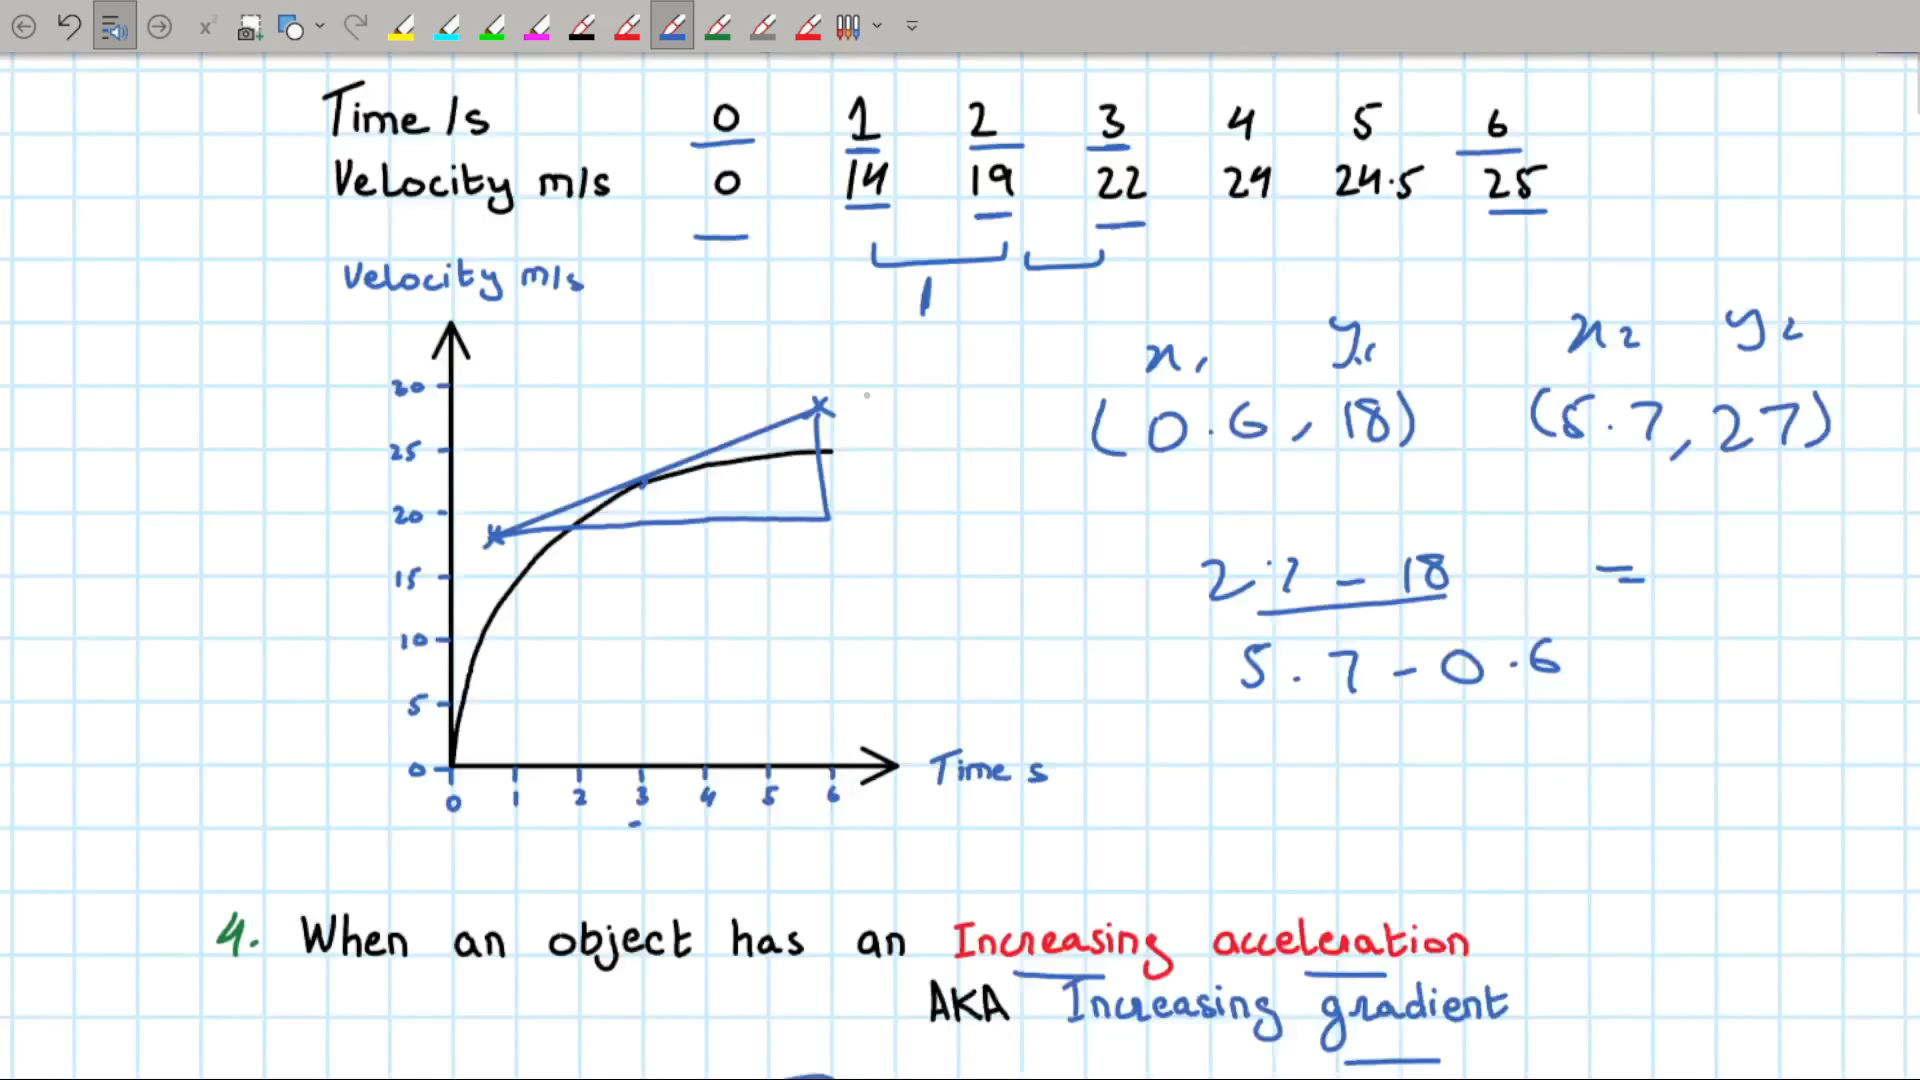 Time /s 0 1 2 3 4 5 6
Velocity m/s 0 14 19 22 24 24.5 25
Velocity m/s
x₁ y₁ x₂ y₂
(0.6, 18) (5.7, 27)
27 - 18 =
5.7 - 0.6
30
25
20
15
10
5
0
0 1 2 3 4 5 6
Time s
4. When an object has an Increasing acceleration
AKA Increasing gradient